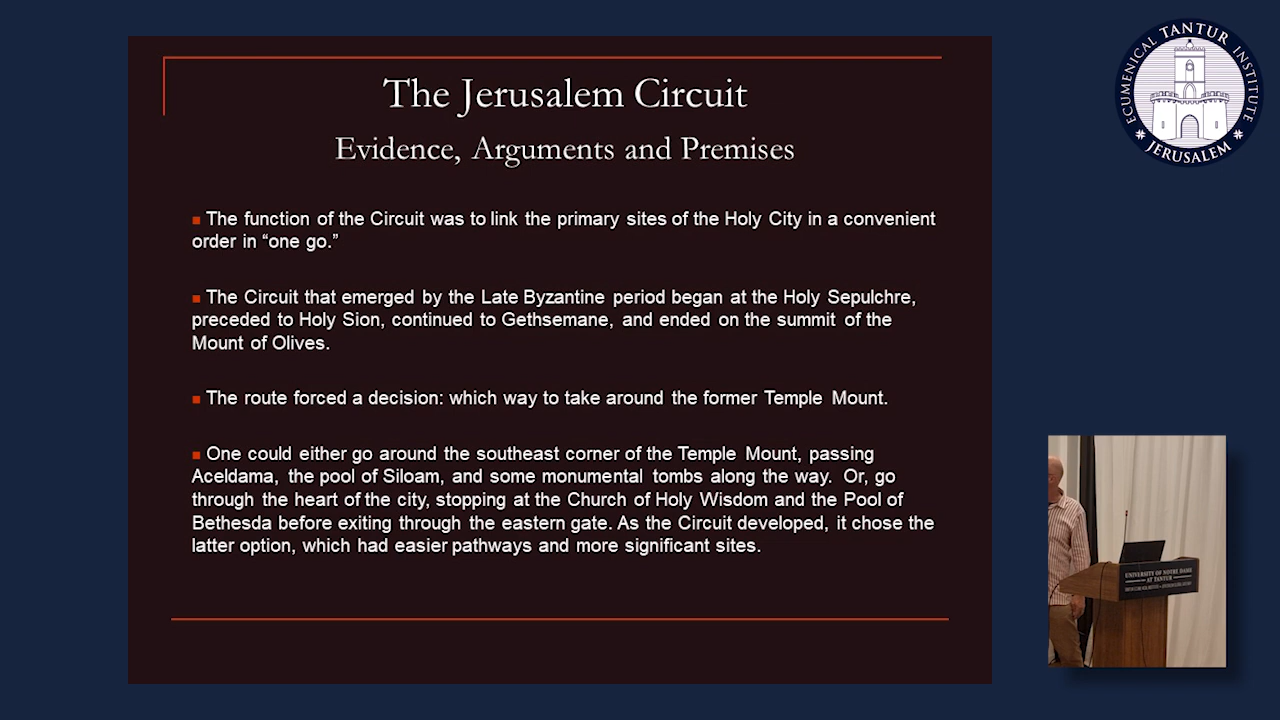 The Jerusalem Circuit
Evidence, Arguments and Premises
■ The function of the Circuit was to link the primary sites of the Holy City in a convenient
order in “one go.”
■ The Circuit that emerged by the Late Byzantine period began at the Holy Sepulchre,
preceded to Holy Sion, continued to Gethsemane, and ended on the summit of the
Mount of Olives.
■ The route forced a decision: which way to take around the former Temple Mount.
■ One could either go around the southeast corner of the Temple Mount, passing
Aceldama, the pool of Siloam, and some monumental tombs along the way. Or, go
through the heart of the city, stopping at the Church of Holy Wisdom and the Pool of
Bethesda before exiting through the eastern gate. As the Circuit developed, it chose the
latter option, which had easier pathways and more significant sites.
ECUMENICAL TANTUR INSTITUTE
JERUSALEM
UNIVERSITY OF NOTRE DAME
AT TANTUR